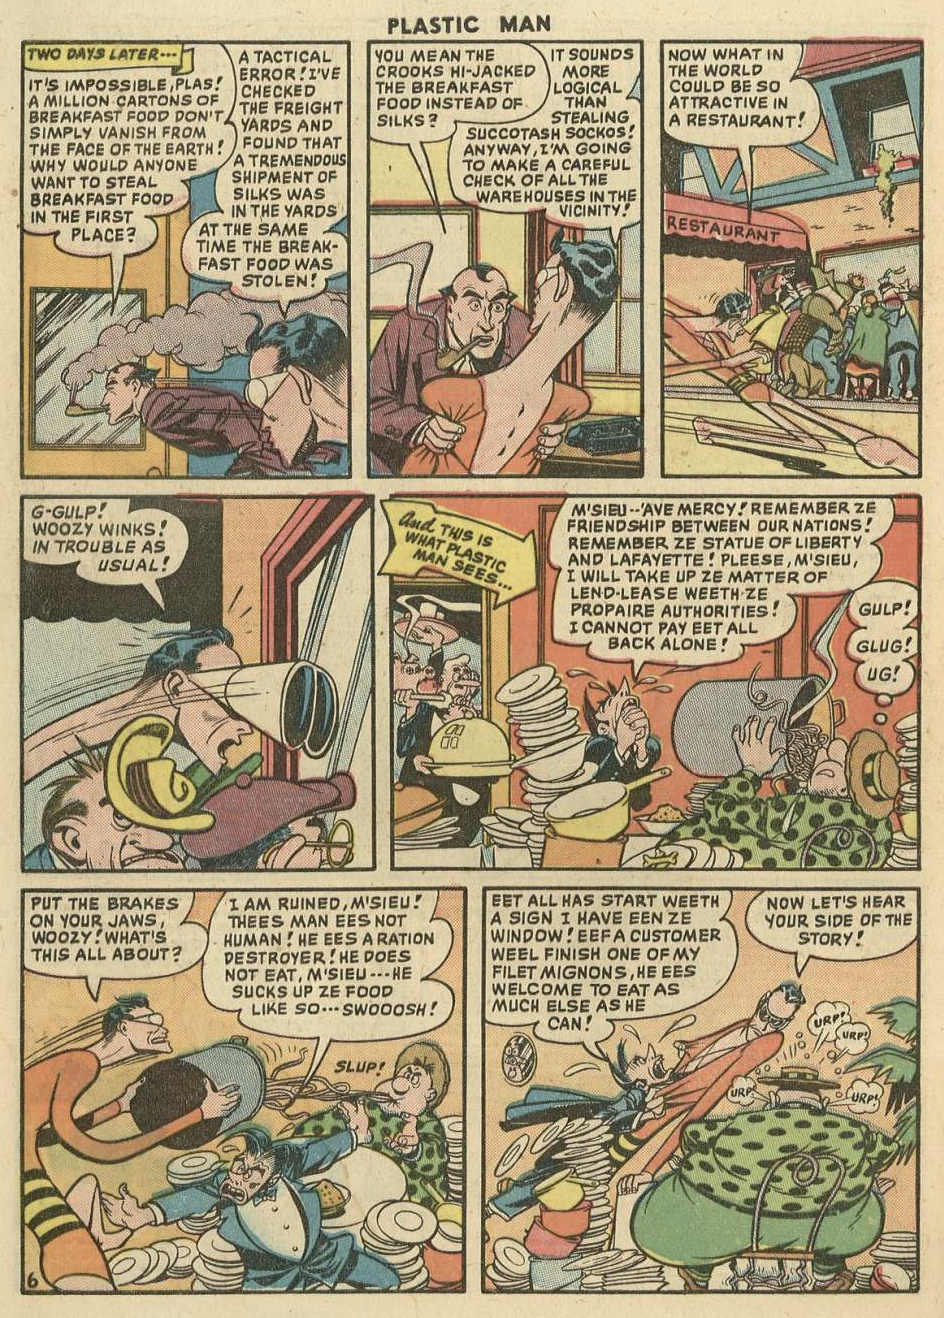 PLASTIC MAN
TWO DAYS LATER---
IT'S IMPOSSIBLE, PLAS!
A MILLION CARTONS OF
BREAKFAST FOOD DON'T
SIMPLY VANISH FROM
THE FACE OF THE EARTH!
WHY WOULD ANYONE
WANT TO STEAL
BREAKFAST FOOD
IN THE FIRST
PLACE?
A TACTICAL
ERROR! I'VE
CHECKED
THE FREIGHT
YARDS AND
FOUND THAT
A TREMENDOUS
SHIPMENT OF
SILKS WAS
IN THE YARDS
AT THE SAME
TIME THE BREAK-
FAST FOOD WAS
STOLEN!
YOU MEAN THE
CROOKS HI-JACKED
THE BREAKFAST
FOOD INSTEAD OF
SILKS?
IT SOUNDS
MORE
LOGICAL
THAN
STEALING
SUCCOTASH SOCKOS!
ANYWAY, I'M GOING
TO MAKE A CAREFUL
CHECK OF ALL THE
WAREHOUSES IN THE
VICINITY!
NOW WHAT IN
THE WORLD
COULD BE SO
ATTRACTIVE IN
A RESTAURANT!
RESTAURANT
G-GULP!
WOOZY WINKS!
IN TROUBLE AS
USUAL!
And THIS IS
WHAT PLASTIC
MAN SEES...
M'SIEU--'AVE MERCY! REMEMBER ZE
FRIENDSHIP BETWEEN OUR NATIONS!
REMEMBER ZE STATUE OF LIBERTY
AND LAFAYETTE! PLEESE, M'SIEU,
I WILL TAKE UP ZE MATTER OF
LEND-LEASE WEETH ZE
PROPAIRE AUTHORITIES!
I CANNOT PAY EET ALL
BACK ALONE!
GULP!
GLUG!
UG!
PUT THE BRAKES
ON YOUR JAWS,
WOOZY! WHAT'S
THIS ALL ABOUT?
I AM RUINED, M'SIEU!
THEES MAN EES NOT
HUMAN! HE EES A RATION
DESTROYER! HE DOES
NOT EAT, M'SIEU---HE
SUCKS UP ZE FOOD
LIKE SO... SWOOOSH!
SLUP!
6
EET ALL HAS START WEETH
A SIGN I HAVE EEN ZE
WINDOW! EEF A CUSTOMER
WEEL FINISH ONE OF MY
FILET MIGNONS, HE EES
WELCOME TO EAT AS
MUCH ELSE AS HE
CAN!
NOW LET'S HEAR
YOUR SIDE OF THE
STORY!
URP!
URP!
URP!
URP!